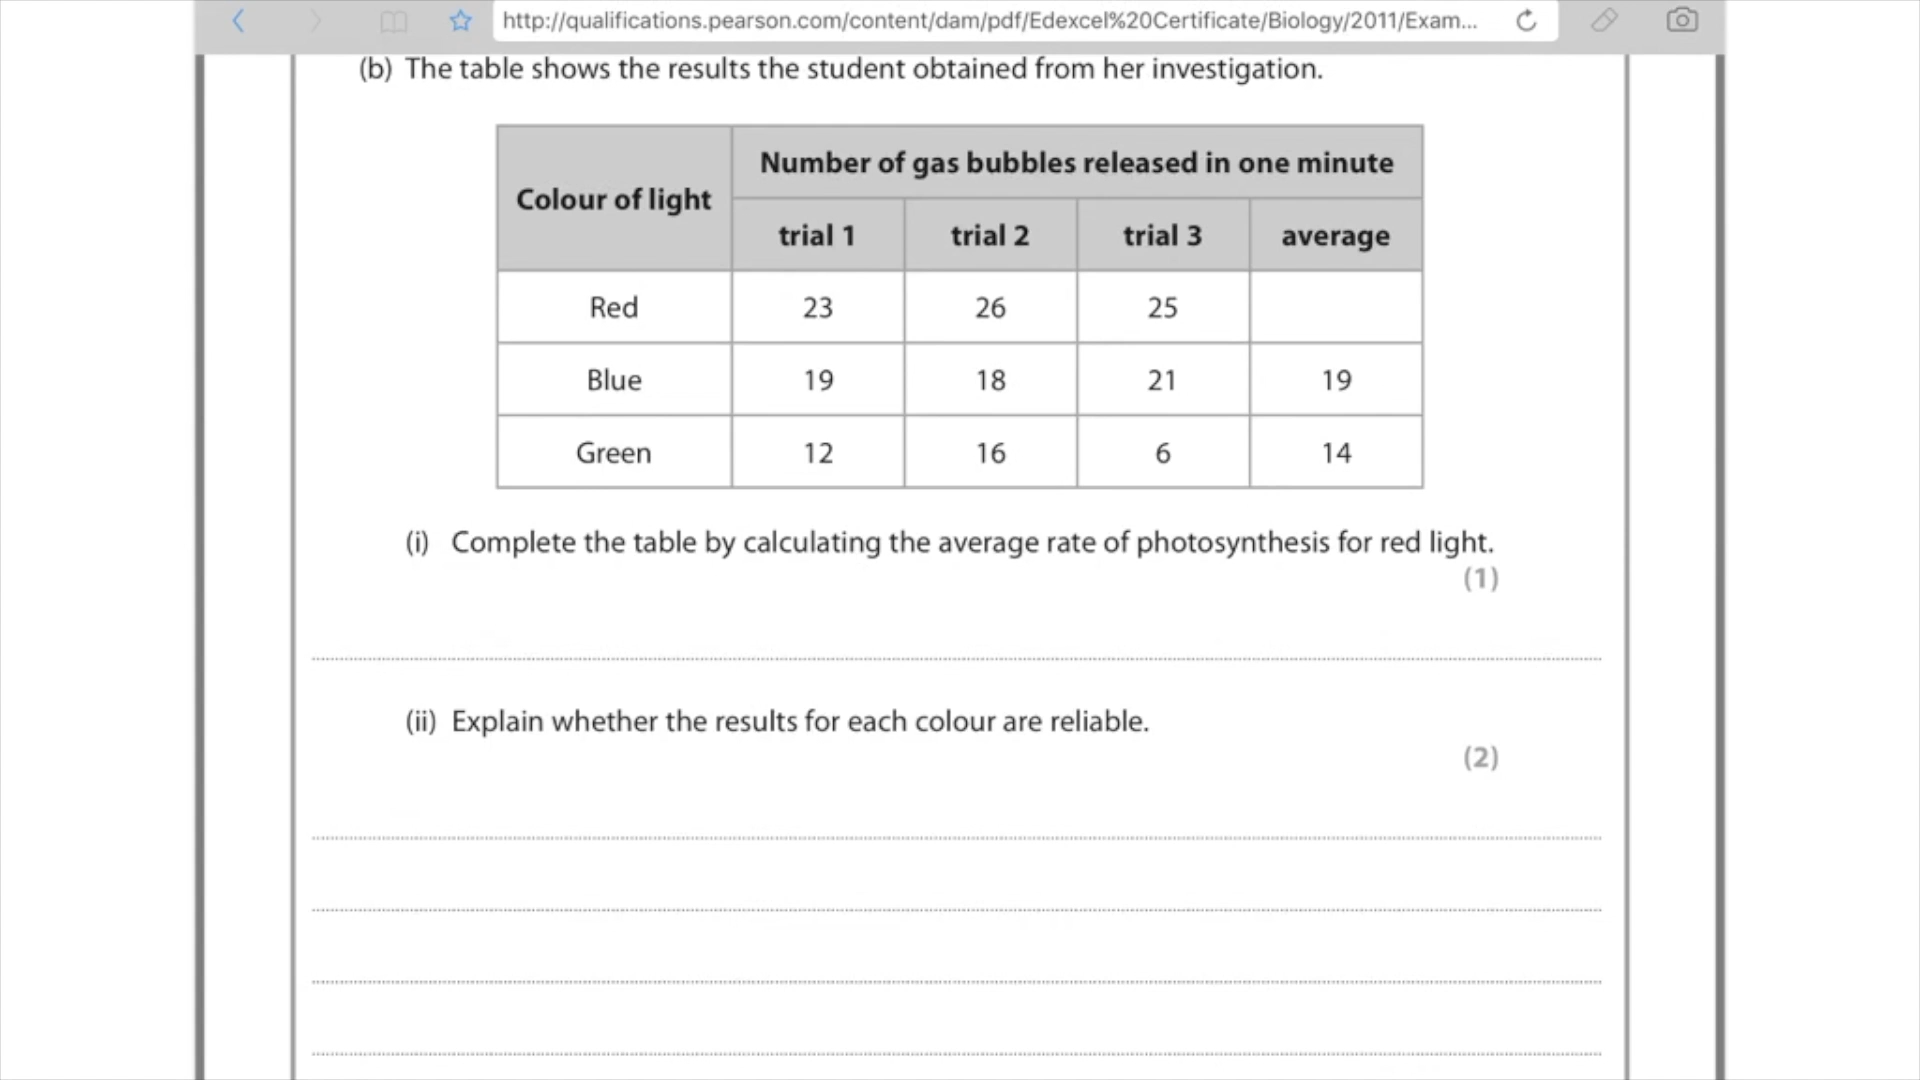 http://qualifications.pearson.com/content/dam/pdf/Edexcel%20Certificate/Biology/2011/Exam...
(b) The table shows the results the student obtained from her investigation.
Colour of light
Number of gas bubbles released in one minute
trial 1 trial 2 trial 3 average
Red 23 26 25
Blue 19 18 21 19
Green 12 16 6 14
(i) Complete the table by calculating the average rate of photosynthesis for red light.
(1)
(ii) Explain whether the results for each colour are reliable.
(2)